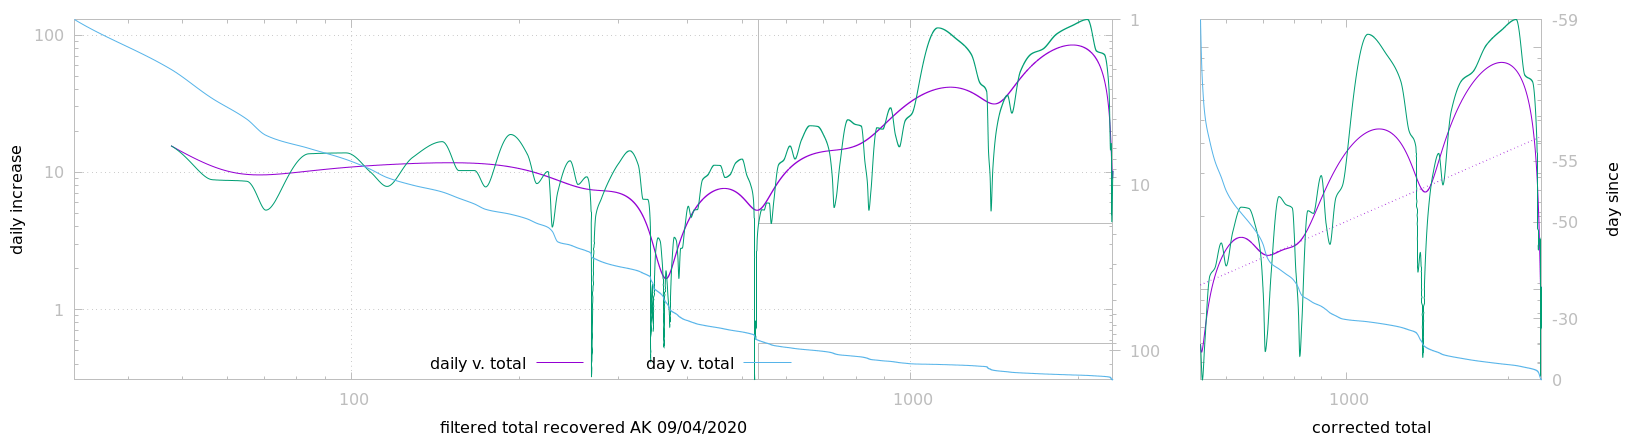 100
10
1
daily increase
100
1000
filtered total recovered AK 09/04/2020
daily v. total
day v. total
1
10
100
1000
corrected total
-59
-55
-50
-30
0
day since